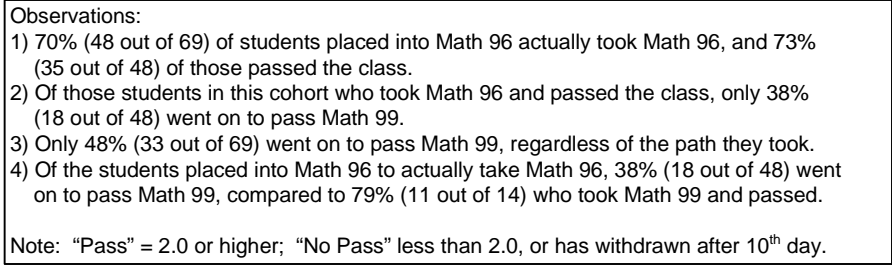 Observations:
1) 70% (48 out of 69) of students placed into Math 96 actually took Math 96, and 73%
(35 out of 48) of those passed the class.
2) Of those students in this cohort who took Math 96 and passed the class, only 38%
(18 out of 48) went on to pass Math 99.
3) Only 48% (33 out of 69) went on to pass Math 99, regardless of the path they took.
4) Of the students placed into Math 96 to actually take Math 96, 38% (18 out of 48) went
on to pass Math 99, compared to 79% (11 out of 14) who took Math 99 and passed.
Note: “Pass” = 2.0 or higher; “No Pass” less than 2.0, or has withdrawn after 10th day.